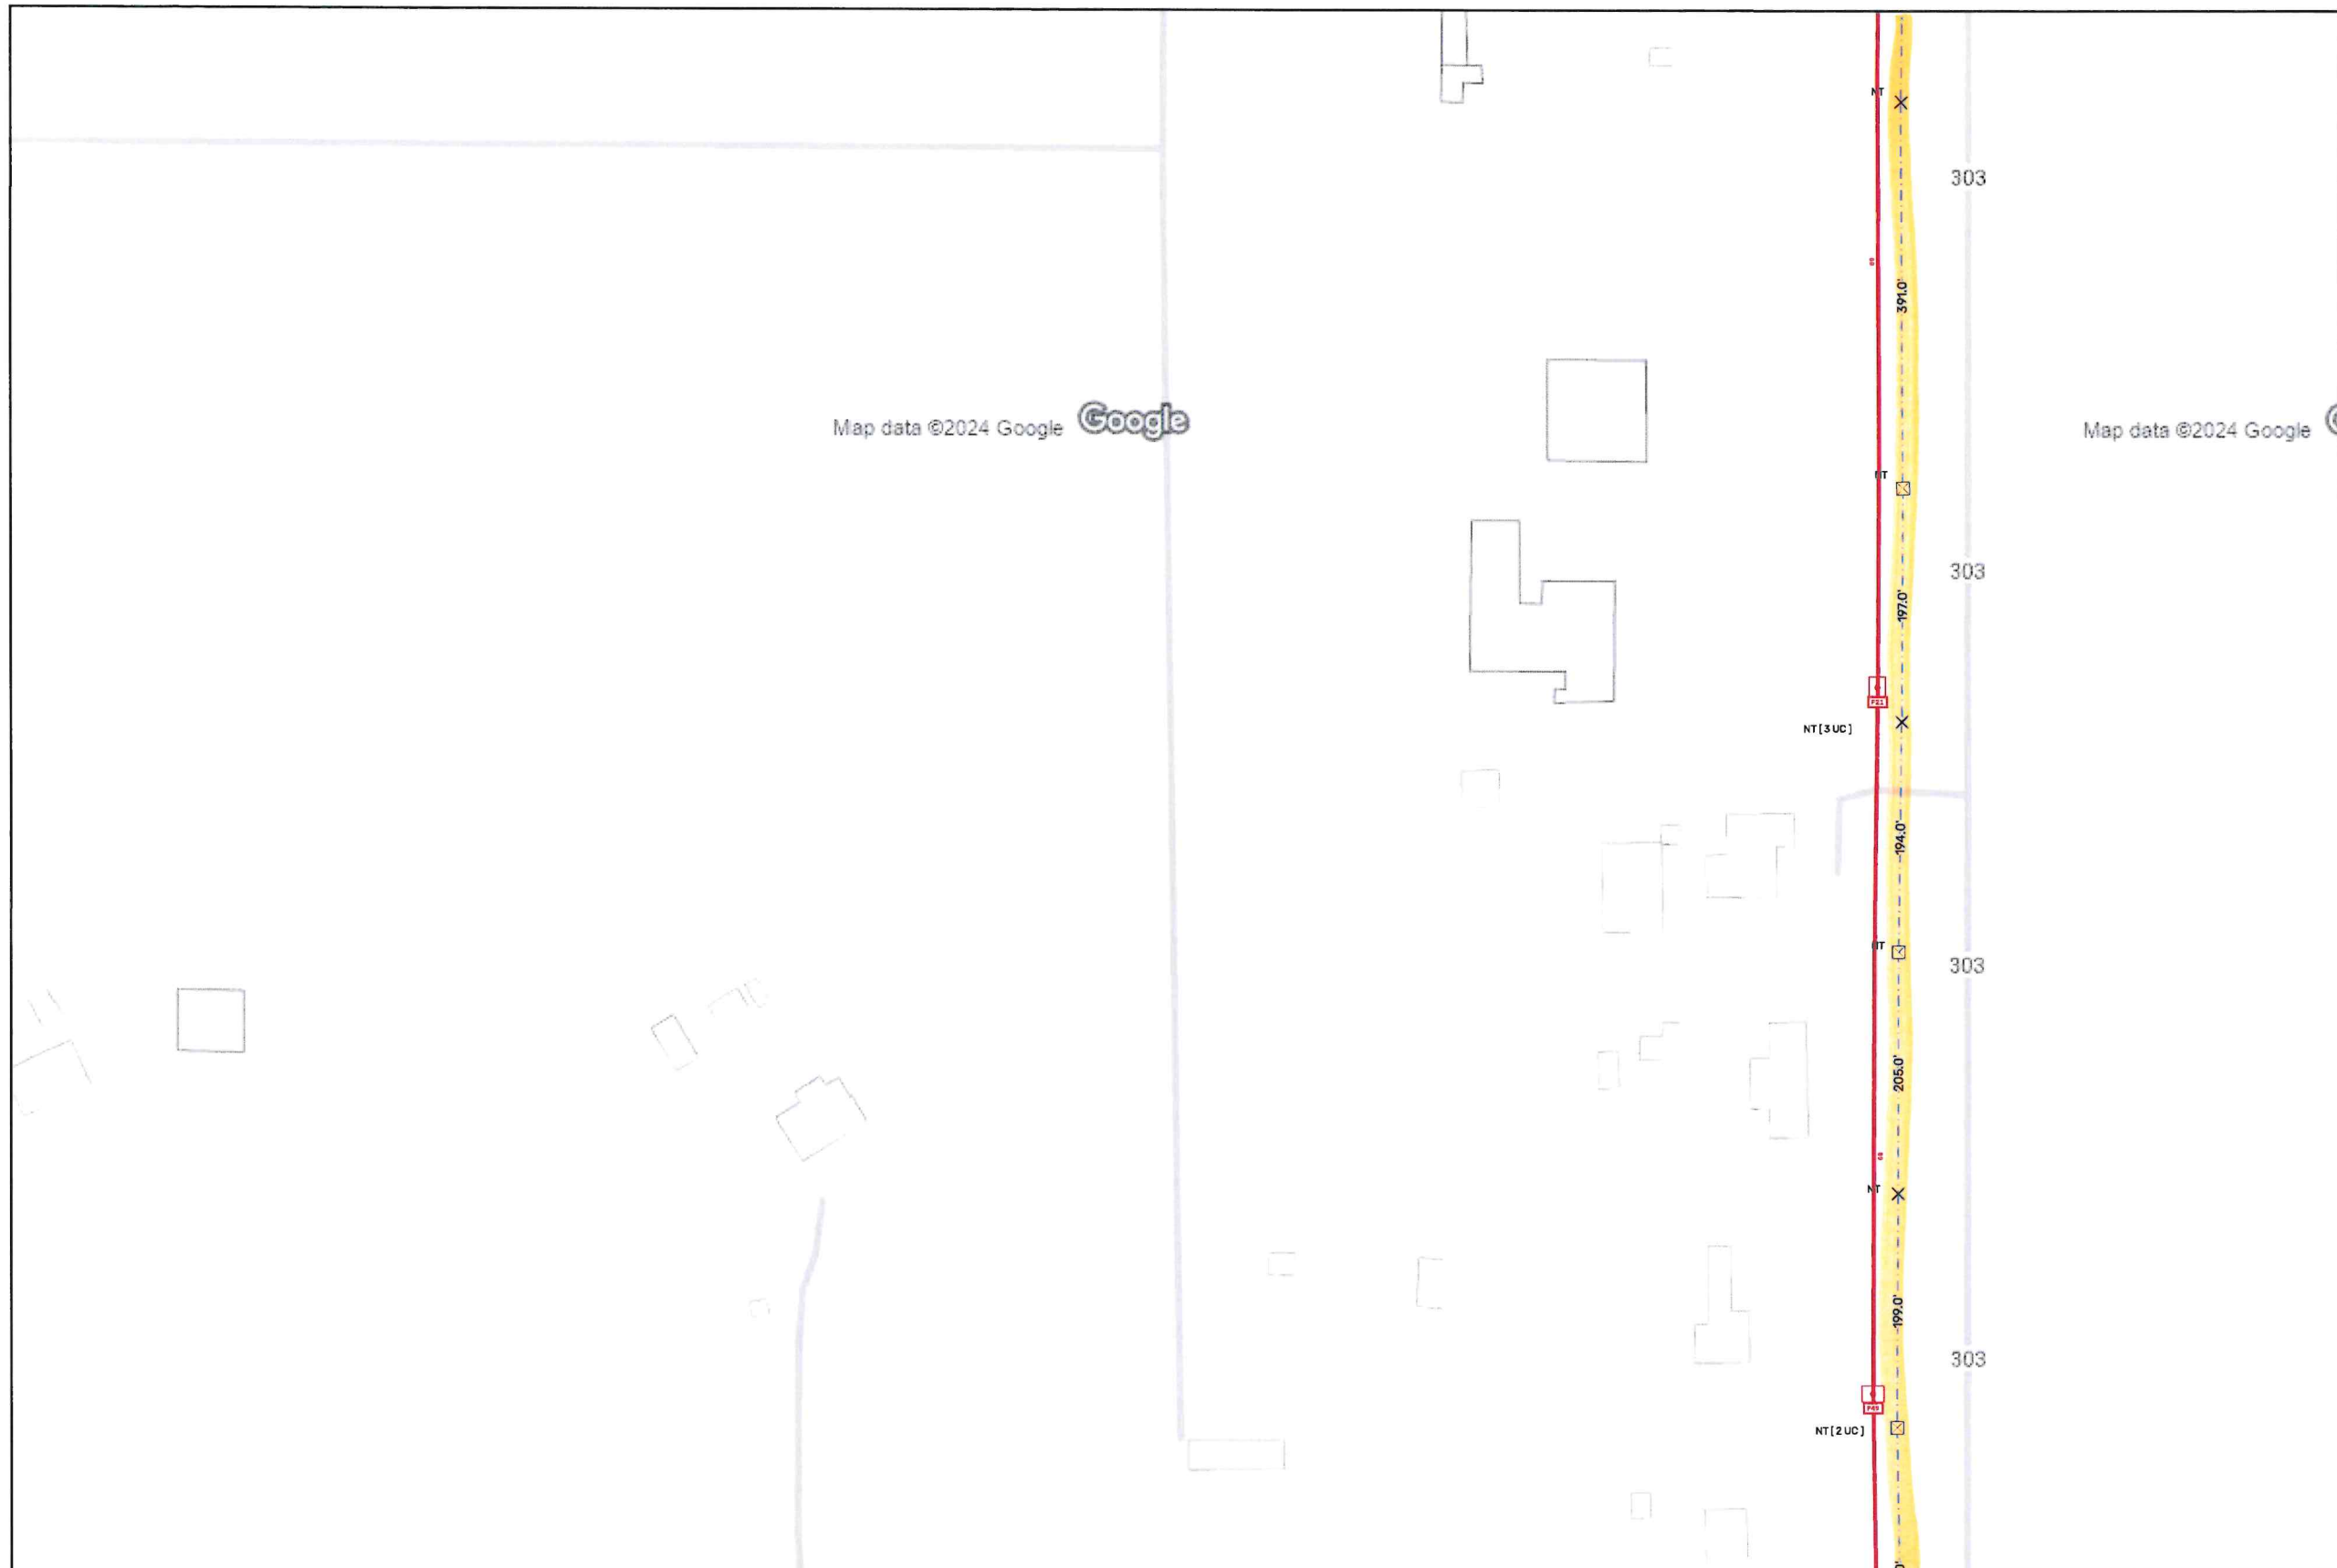 NT
303
391.0'
Map data ©2024 Google Google
Map data ©2024 Google
NT
303
197.0'
P21
NT[3 UC]
194.0'
NT
303
205.0'
NT
199.0'
303
NT[2 UC]